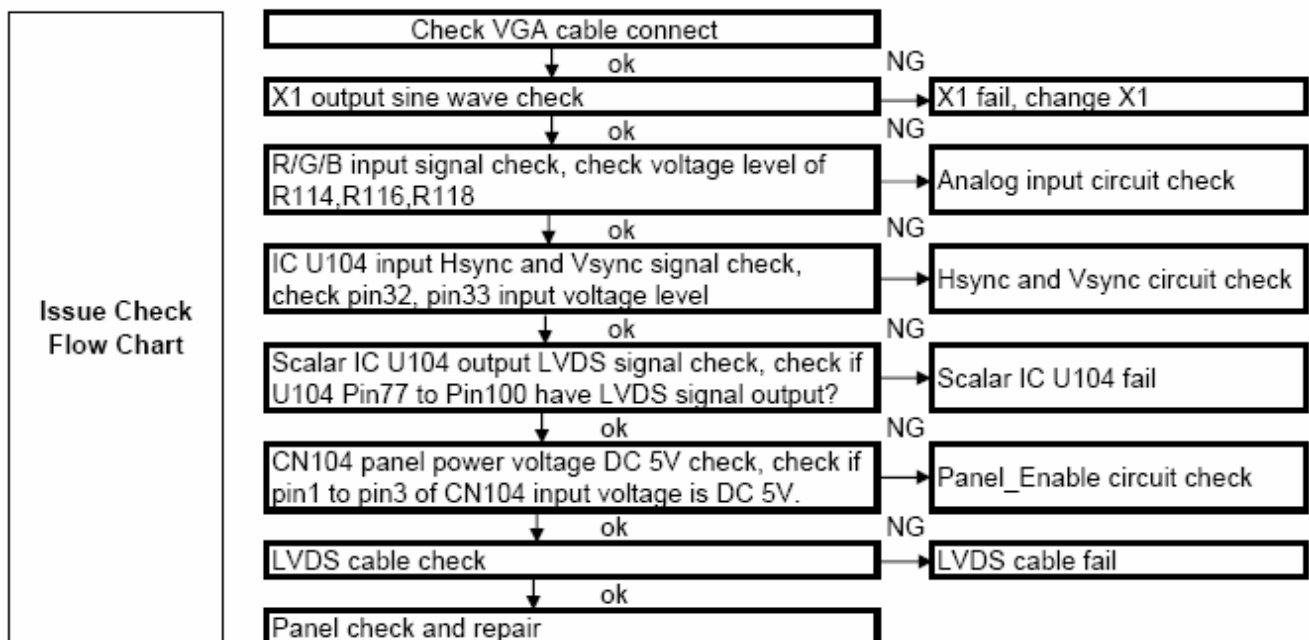 Check VGA cable connect
ok
NG
X1 output sine wave check
X1 fail, change X1
ok
NG
R/G/B input signal check, check voltage level of
R114,R116,R118
Analog input circuit check
ok
NG
IC U104 input Hsync and Vsync signal check,
check pin32, pin33 input voltage level
Hsync and Vsync circuit check
Issue Check
Flow Chart
ok
NG
Scalar IC U104 output LVDS signal check, check if
U104 Pin77 to Pin100 have LVDS signal output?
Scalar IC U104 fail
ok
NG
CN104 panel power voltage DC 5V check, check if
pin1 to pin3 of CN104 input voltage is DC 5V.
Panel_Enable circuit check
ok
NG
LVDS cable check
LVDS cable fail
ok
Panel check and repair